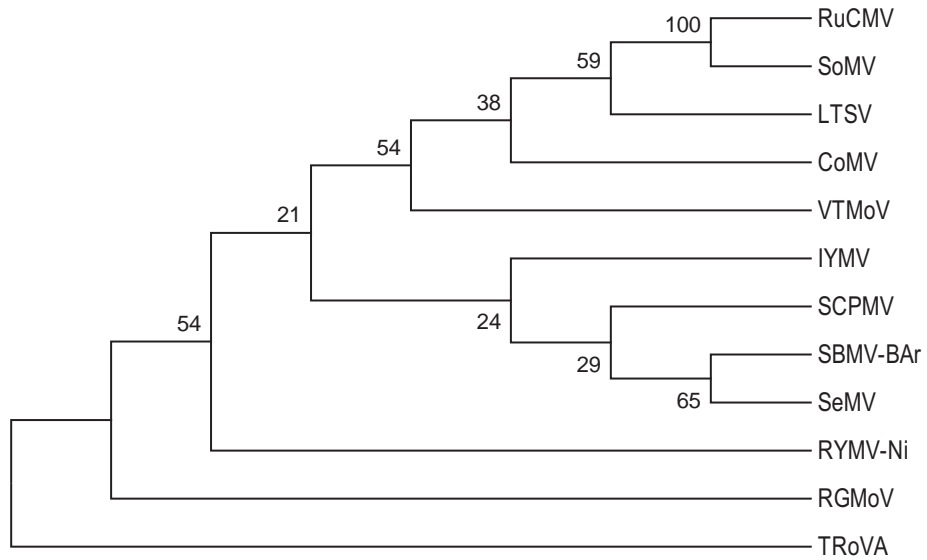 RuCMV
100
SoMV
59
LTSV
38
CoMV
54
VTMoV
21
IYMV
SCPMV
24
54
SBMV-BAr
29
65
SeMV
RYMV-Ni
RGMoV
TRoVA